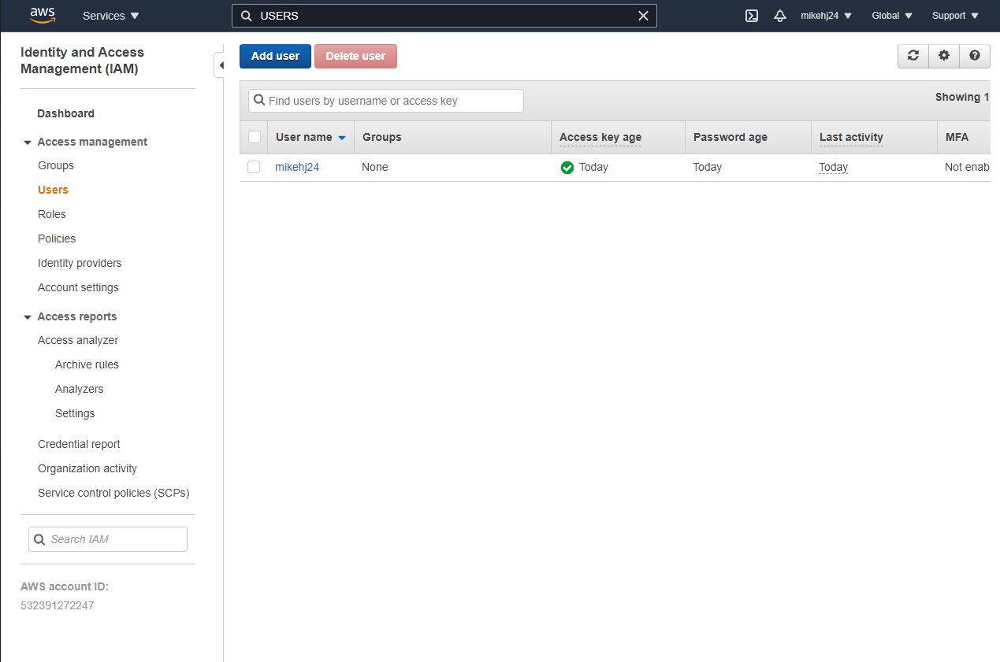 aws Services USERS mikehj24 Global Support
Identity and Access
Management (IAM)
Dashboard
Access management
Groups
Users
Roles
Policies
Identity providers
Account settings
Access reports
Access analyzer
Archive rules
Analyzers
Settings
Credential report
Organization activity
Service control policies (SCPs)
Search IAM
AWS account ID:
532391272247
Add user Delete user
Find users by username or access key
Showing 1
User name Groups Access key age Password age Last activity MFA
mikehj24 None Today Today Today Not enab